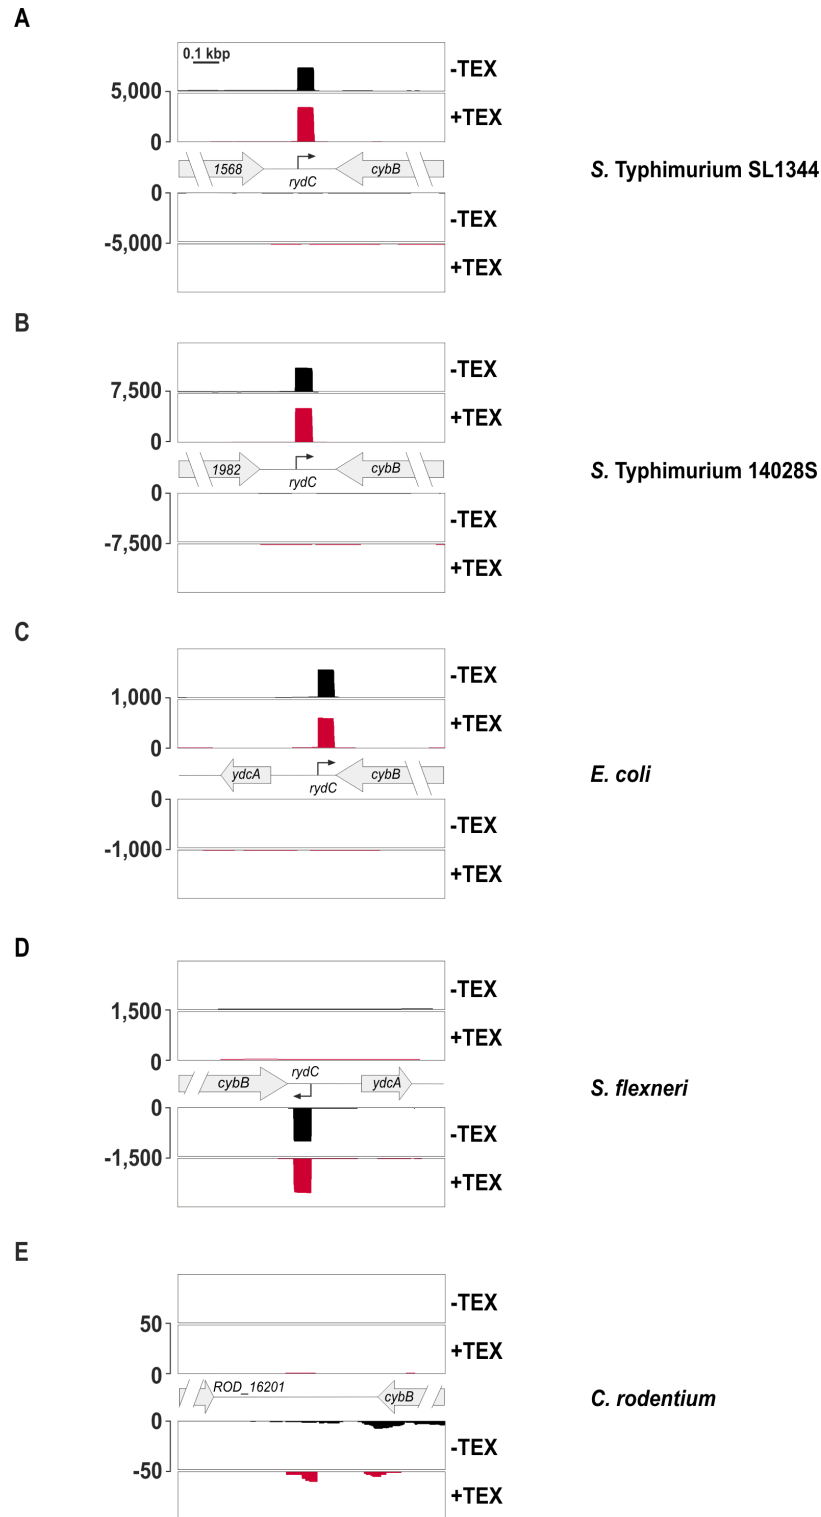 A
0.1 kbp
-TEX
5,000
+TEX
0
1568
rydC
cybB
S. Typhimurium SL1344
0
-TEX
-5,000
+TEX
B
-TEX
7,500
+TEX
0
1982
rydC
cybB
S. Typhimurium 14028S
0
-TEX
-7,500
+TEX
C
-TEX
1,000
+TEX
0
ydcA
rydC
cybB
E. coli
0
-TEX
-1,000
+TEX
D
-TEX
1,500
+TEX
0
cybB
rydC
ydcA
S. flexneri
0
-TEX
-1,500
+TEX
E
-TEX
50
+TEX
0
ROD_16201
cybB
C. rodentium
0
-TEX
-50
+TEX